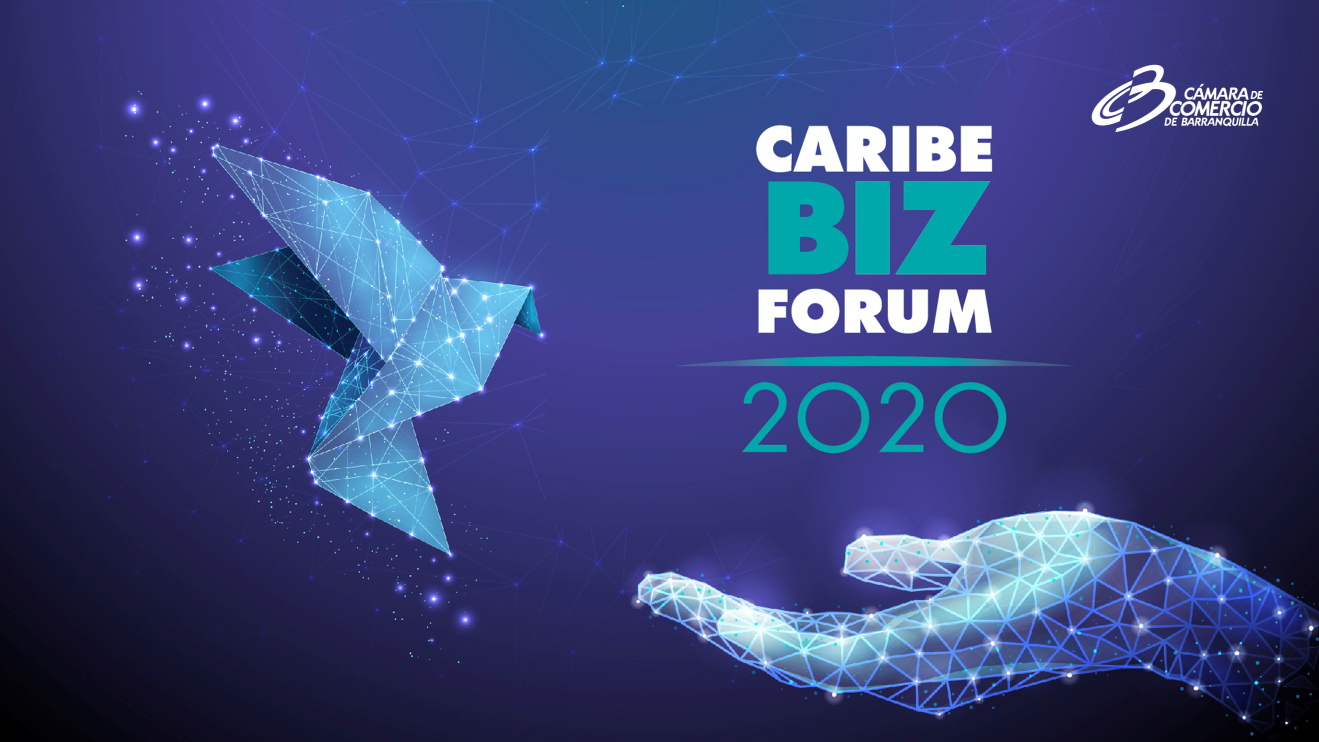 CÁMARA DE
COMERCIO
DE BARRANQUILLA
CARIBE
BIZ
FORUM
2020